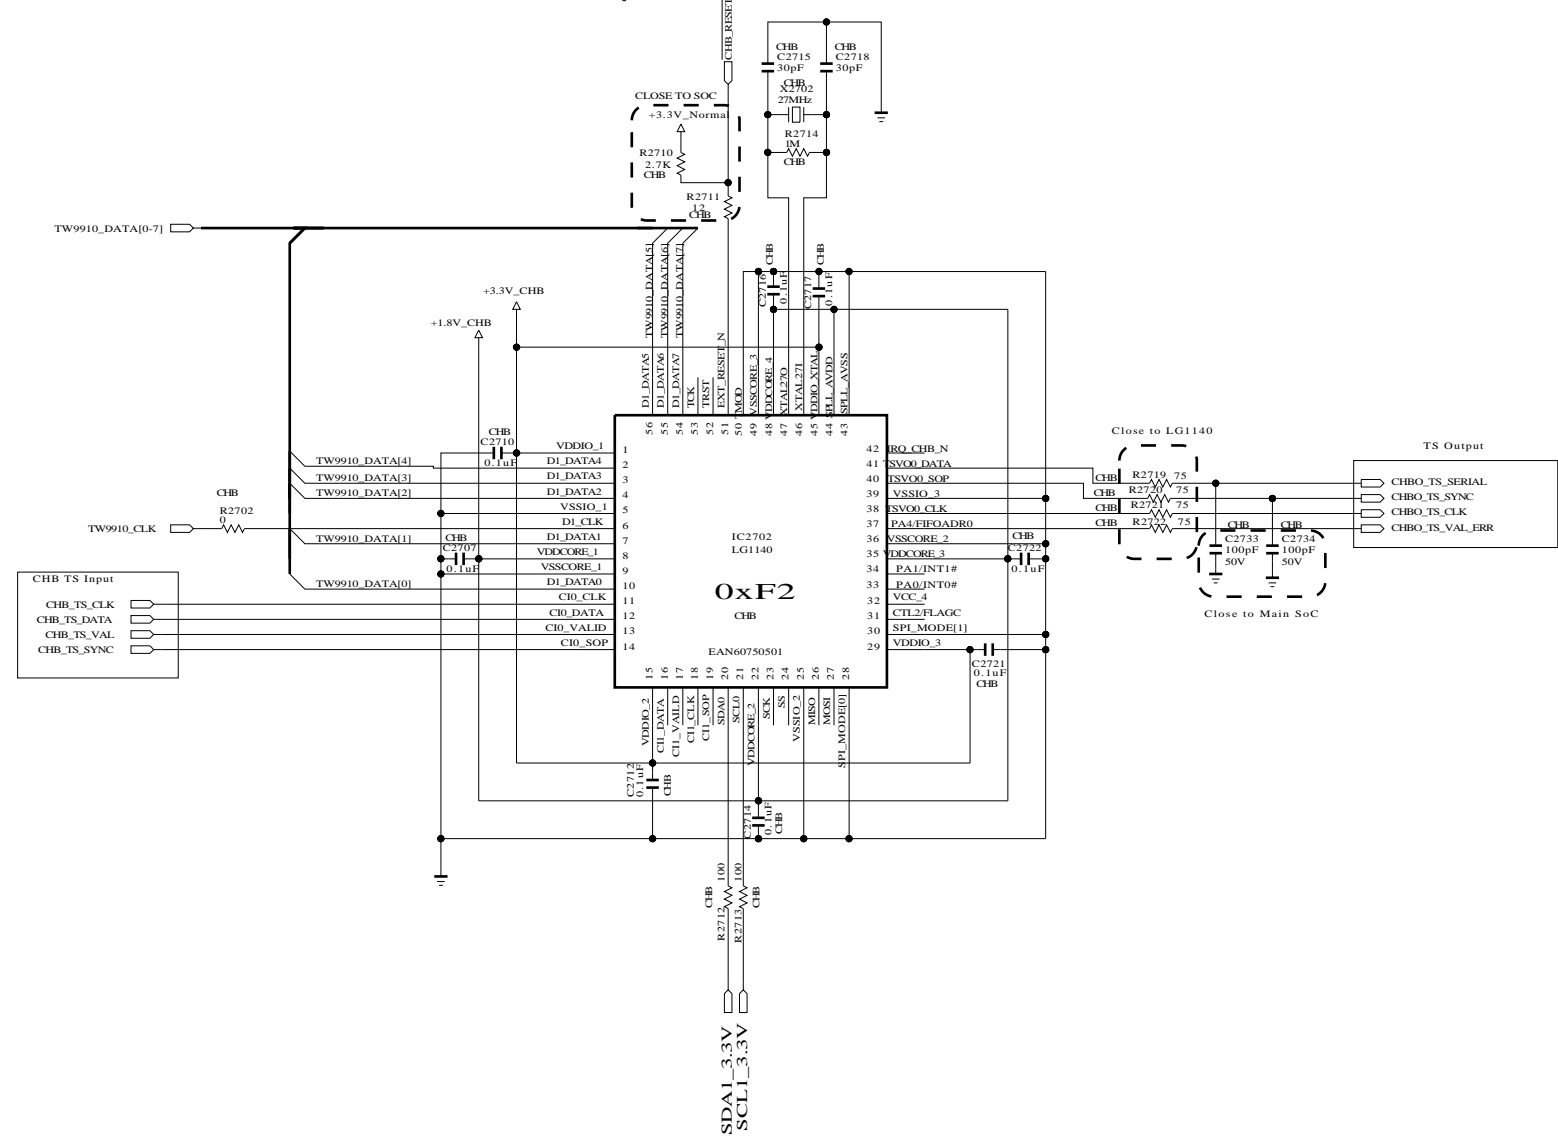 CHB_RESET
CHB
C2715
30pF
CHB
C2718
30pF
CHB
X2702
27MHz
R2714
1M
CHB
CLOSE TO SOC
+3.3V_Normal
R2710
2.7K
CHB
R2711
12
CHB
TW9910_DATA[0-7]
TW9910_DATA[5]
TW9910_DATA[6]
TW9910_DATA[7]
+3.3V_CHB
+1.8V_CHB
C2716
0.1uF
CHB
C2717
0.1uF
CHB
D1_DATA5
D1_DATA6
D1_DATA7
TCK
TRST
EXT_RESET_N
TMOD
VSSCORE_3
VDDCORE_4
XTAL27O
XTAL27I
VDDIO_XTAL
SPLL_AVDD
SPLL_AVSS
56
55
54
53
52
51
50
49
48
47
46
45
44
43
CHB
C2710
0.1uF
TW9910_DATA[4]
TW9910_DATA[3]
TW9910_DATA[2]
CHB
R2702
0
TW9910_CLK
TW9910_DATA[1]
CHB
C2707
0.1uF
TW9910_DATA[0]
VDDIO_1 1
D1_DATA4 2
D1_DATA3 3
D1_DATA2 4
VSSIO_1 5
D1_CLK 6
D1_DATA1 7
VDDCORE_1 8
VSSCORE_1 9
D1_DATA0 10
CI0_CLK 11
CI0_DATA 12
CI0_VALID 13
CI0_SOP 14
CHB TS Input
CHB_TS_CLK
CHB_TS_DATA
CHB_TS_VAL
CHB_TS_SYNC
IC2702
LG1140
0xF2
CHB
EAN60750501
42 IRQ_CHB_N
41 TSVO0_DATA
40 TSVO0_SOP
39 VSSIO_3
38 TSVO0_CLK
37 PA4/FIFOADR0
36 VSSCORE_2
35 VDDCORE_3
34 PA1/INT1#
33 PA0/INT0#
32 VCC_4
31 CTL2/FLAGC
30 SPI_MODE[1]
29 VDDIO_3
CHB
C2722
0.1uF
C2721
0.1uF
CHB
Close to LG1140
CHB R2719 75
CHB R2720 75
CHB R2721 75
CHB R2722 75
TS Output
CHBO_TS_SERIAL
CHBO_TS_SYNC
CHBO_TS_CLK
CHBO_TS_VAL_ERR
CHB
C2733
100pF
50V
CHB
C2734
100pF
50V
Close to Main SoC
15
16
17
18
19
20
21
22
23
24
25
26
27
28
VDDIO_2
CI1_DATA
CI1_VAILD
CI1_CLK
CI1_SOP
SDA0
SCL0
VDDCORE_2
SCK
SS
VSSIO_2
MISO
MOSI
SPI_MODE[0]
C2712
0.1uF
CHB
C2714
0.1uF
CHB
CHB
R2712
100
R2713
100
CHB
SDA1_3.3V
SCL1_3.3V